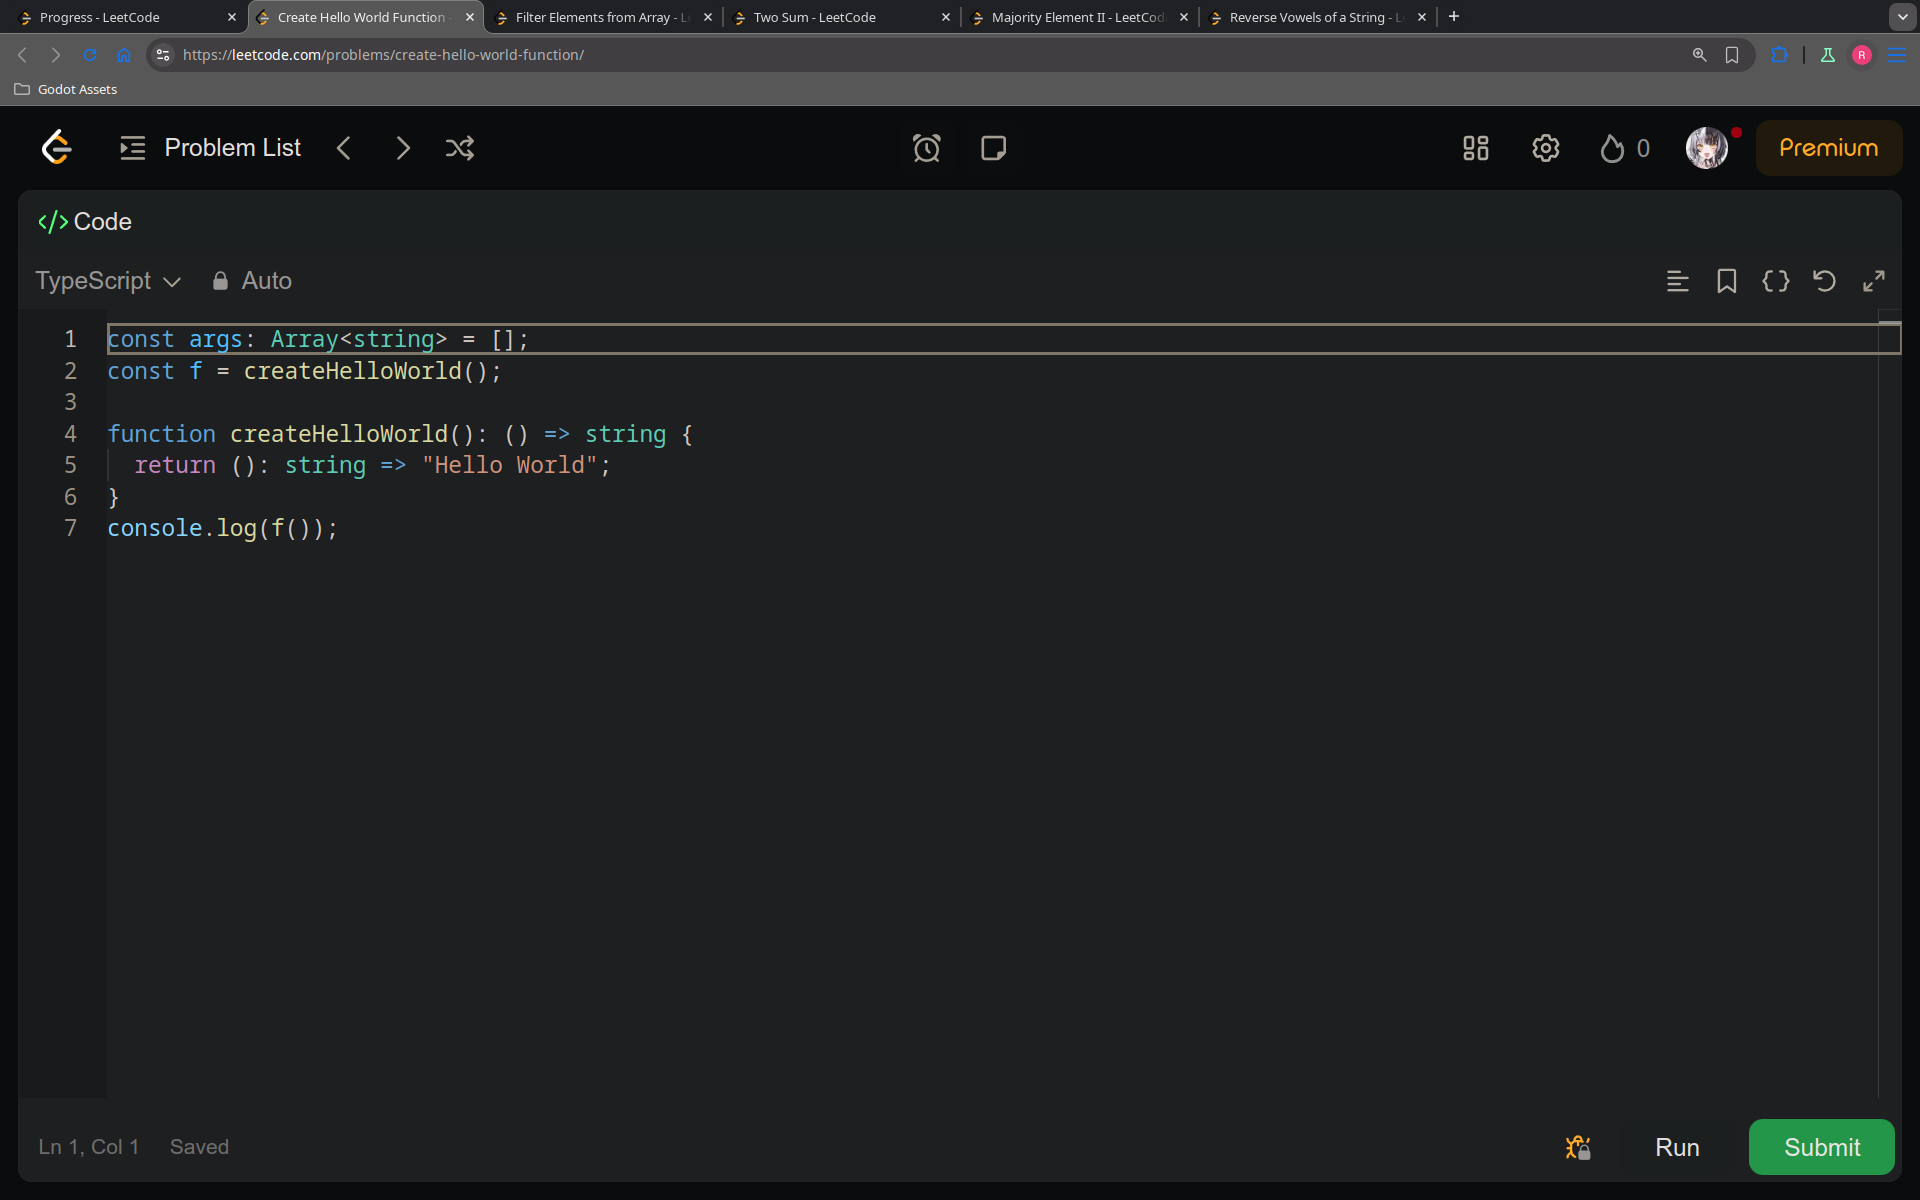 Progress - LeetCode
Create Hello World Function -
Filter Elements from Array - L
Two Sum - LeetCode
Majority Element II - LeetCod
Reverse Vowels of a String - L
https://leetcode.com/problems/create-hello-world-function/
R
Godot Assets
Problem List
0
Premium
</> Code
TypeScript
Auto
1 const args: Array<string> = [];
2 const f = createHelloWorld();
3
4 function createHelloWorld(): () => string {
5 return (): string => "Hello World";
6 }
7 console.log(f());
Ln 1, Col 1 Saved
Run
Submit